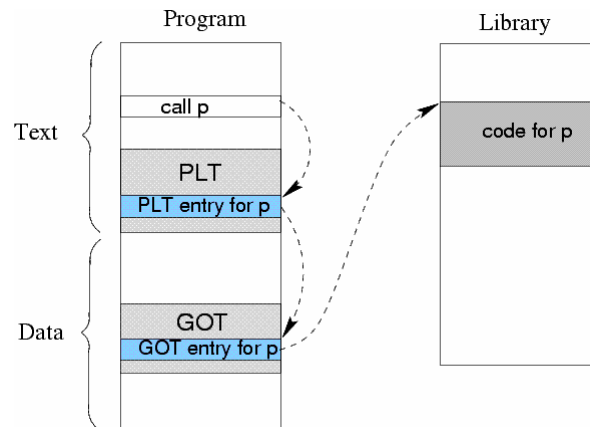 Program
Library
call p
code for p
Text
PLT
PLT entry for p
Data
GOT
GOT entry for p